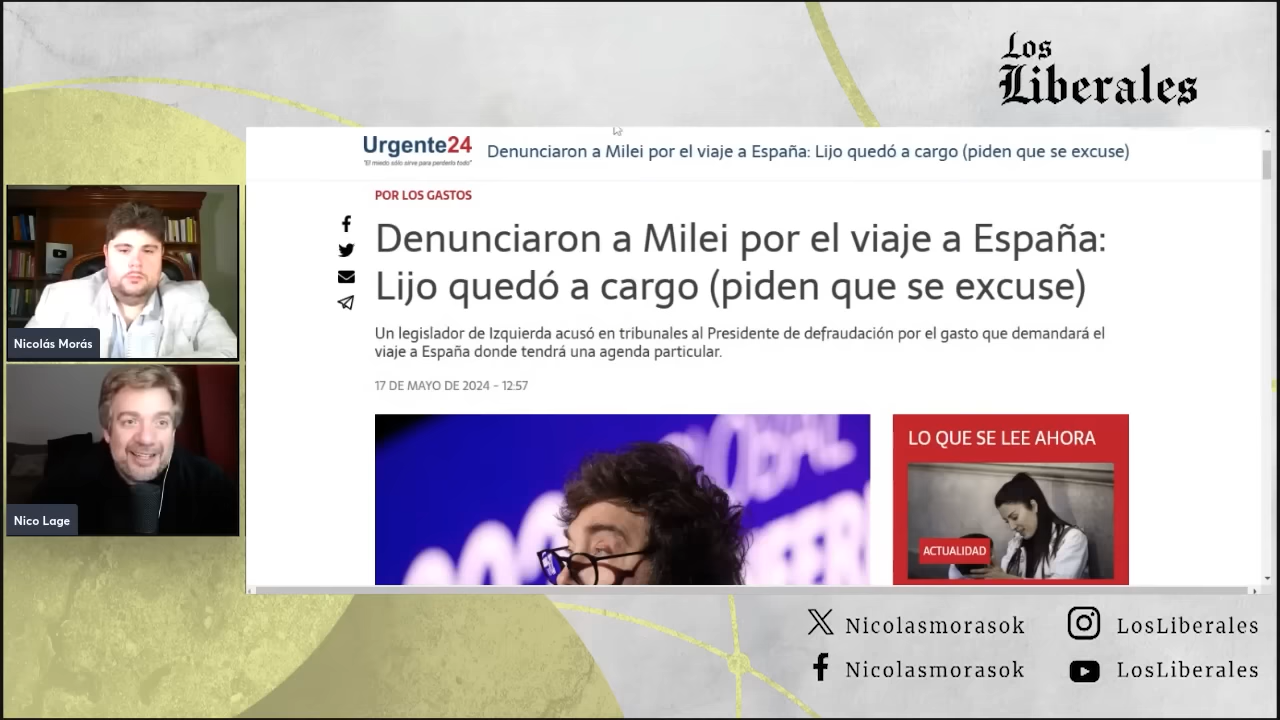 Los
Liberales
Urgente24
"El miedo sólo sirve para perderlo todo"
Denunciaron a Milei por el viaje a España: Lijo quedó a cargo (piden que se excuse)
POR LOS GASTOS
Denunciaron a Milei por el viaje a España:
Lijo quedó a cargo (piden que se excuse)
Un legislador de Izquierda acusó en tribunales al Presidente de defraudación por el gasto que demandará el
viaje a España donde tendrá una agenda particular.
17 DE MAYO DE 2024 - 12:57
LO QUE SE LEE AHORA
ACTUALIDAD
Nicolás Morás
Nico Lage
Nicolasmorasok
LosLiberales
Nicolasmorasok
LosLiberales